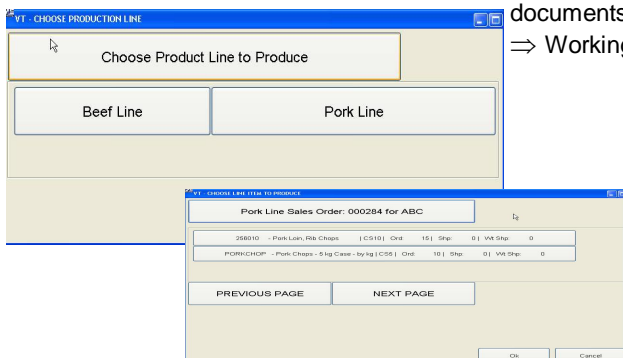 VT - CHOOSE PRODUCTION LINE
documents
⇒ Working
Choose Product Line to Produce
Beef Line
Pork Line
VT - CHOOSE LINE ITEM TO PRODUCE
Pork Line Sales Order: 000284 for ABC
258010 - Pork Loin, Rib Chops | CS10 | Ord: 15 | Shp: 0 | Wt Shp: 0
PORKCHOP - Pork Chops - 5 kg Case - by kg | CS5 | Ord: 10 | Shp: 0 | Wt Shp: 0
PREVIOUS PAGE
NEXT PAGE
Ok
Cancel